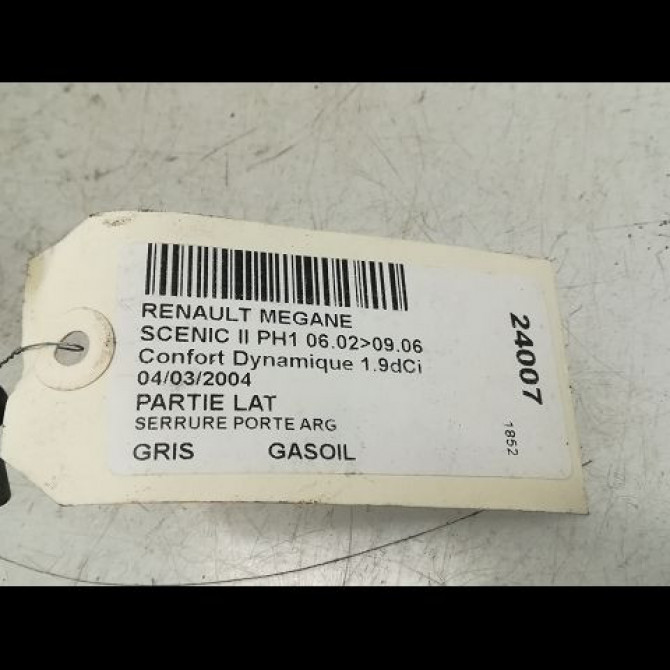 RENAULT MEGANE
SCENIC II PH1 06.02>09.06
Confort Dynamique 1.9dCi
04/03/2004
PARTIE LAT
SERRURE PORTE ARG
GRIS GASOIL
24007
1852